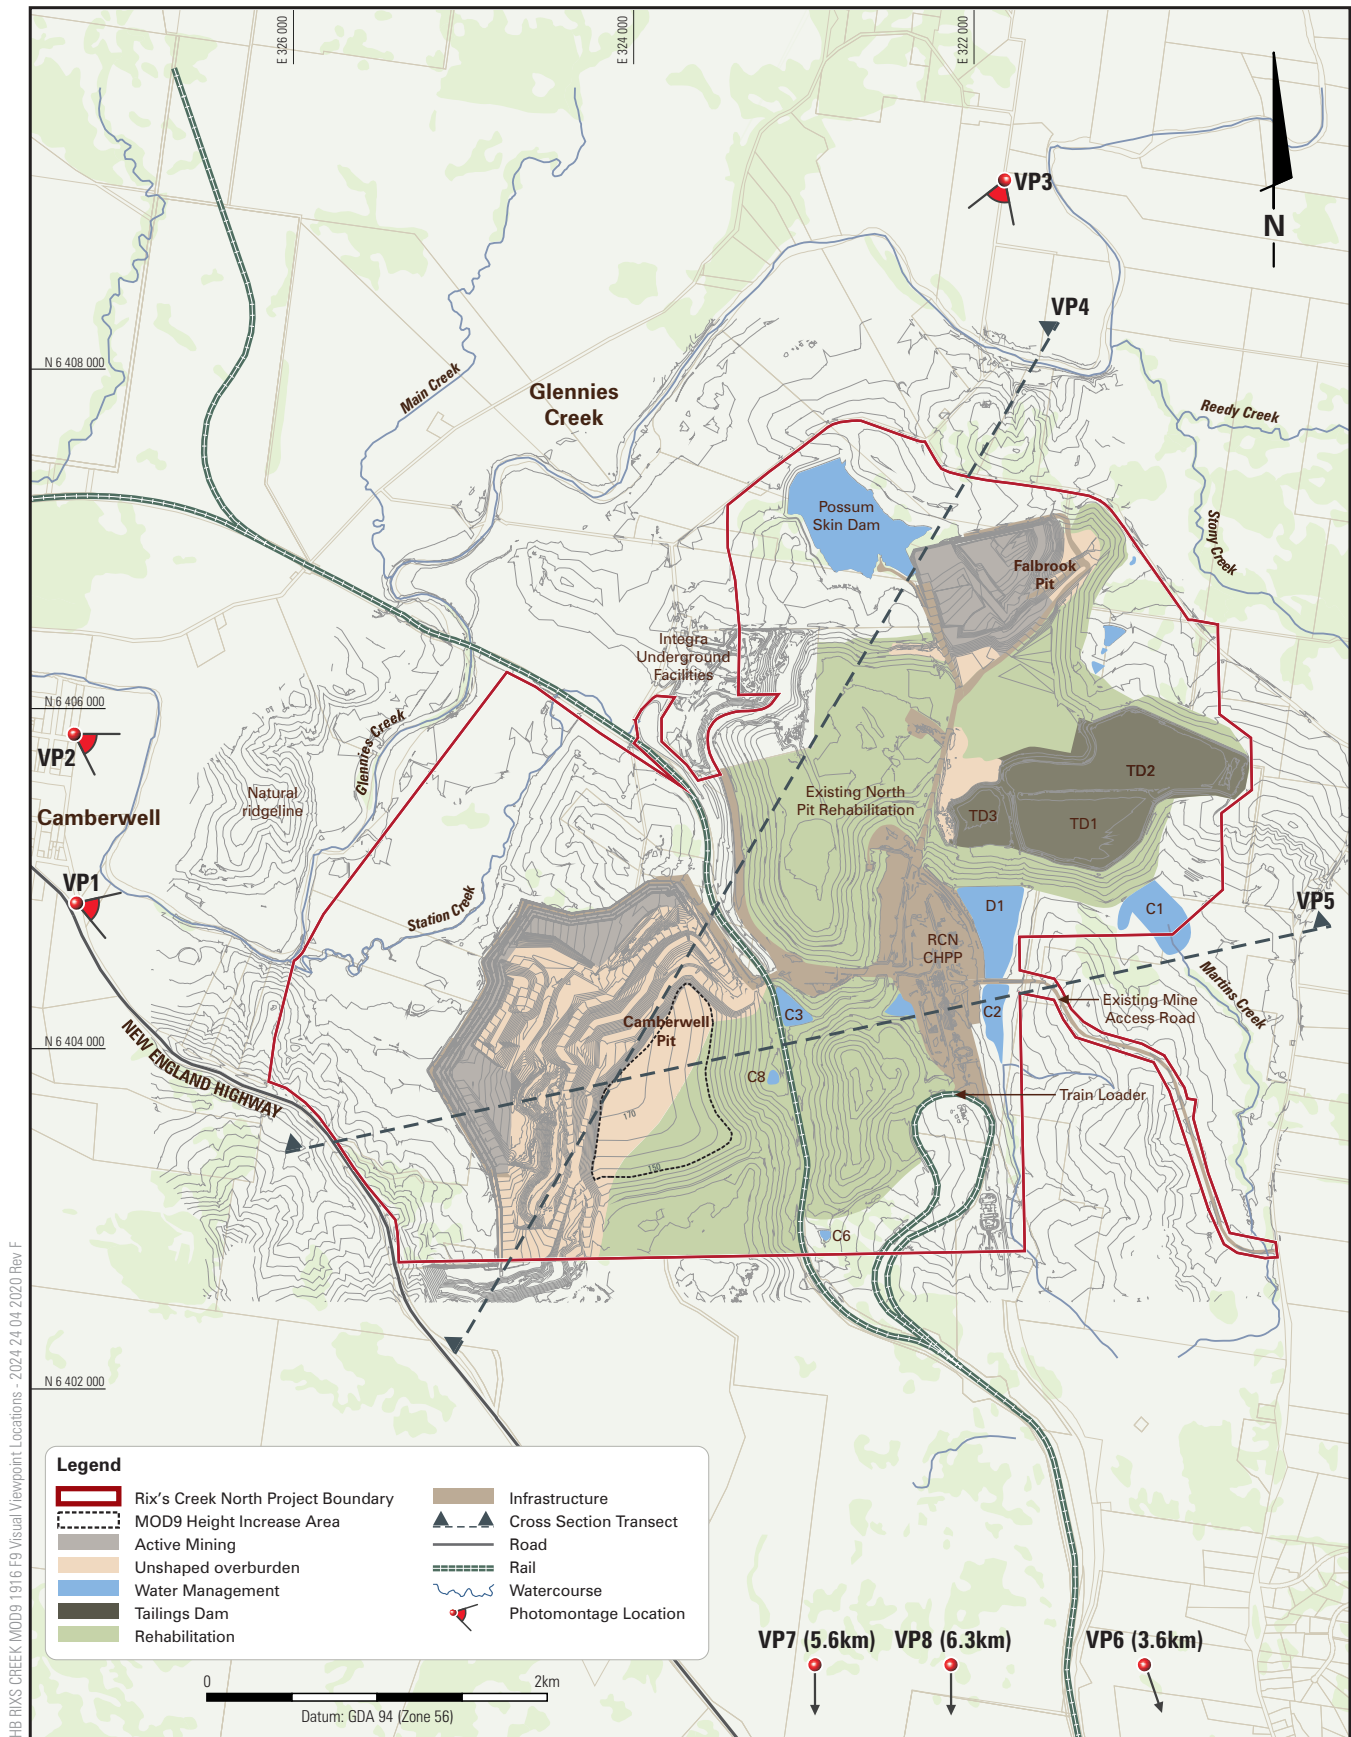 E 326 000
E 324 000
E 322 000
VP3
N
VP4
N 6 408 000
Main Creek
Glennies
Creek
Reedy Creek
Stony Creek
Possum
Skin Dam
Falbrook
Pit
Integra
Underground
Facilities
N 6 406 000
VP2
Glennies Creek
Natural
ridgeline
Camberwell
Existing North
Pit Rehabilitation
TD2
TD3
TD1
VP1
Station Creek
D1
C1
VP5
RCN
CHPP
Martins Creek
C3
C2
Existing Mine
Access Road
NEW ENGLAND HIGHWAY
N 6 404 000
Camberwell
Pit
C8
Train Loader
170
150
C6
N 6 402 000
Legend
Rix's Creek North Project Boundary
MOD9 Height Increase Area
Active Mining
Unshaped overburden
Water Management
Tailings Dam
Rehabilitation
Infrastructure
Cross Section Transect
Road
Rail
Watercourse
Photomontage Location
VP7 (5.6km)
VP8 (6.3km)
VP6 (3.6km)
0
2km
Datum: GDA 94 (Zone 56)
HB RIXS CREEK MOD9 1916 F9 Visual Viewpoint Locations - 2024 24 04 2020 Rev F